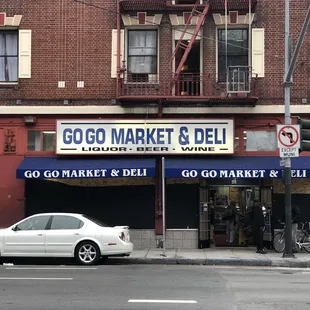 GO GO MARKET & DELI
LIQUOR - BEER - WINE
GO GO MARKET & DELI
GO GO MARKET & DELI
EXCEPT